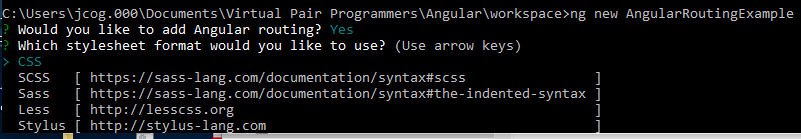 C:\Users\jcog.000\Documents\Virtual Pair Programmers\Angular\workspace>ng new AngularRoutingExample
? Would you like to add Angular routing? Yes
? Which stylesheet format would you like to use? (Use arrow keys)
> CSS
SCSS [ https://sass-lang.com/documentation/syntax#scss ]
Sass [ https://sass-lang.com/documentation/syntax#the-indented-syntax ]
Less [ http://lesscss.org ]
Stylus [ http://stylus-lang.com ]